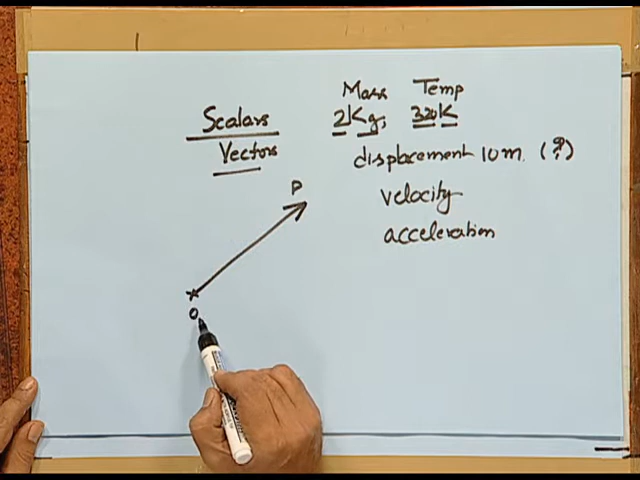 Mass Temp
Scalars 2Kg, 320K
Vectors displacement 10m. (?)
P velocity
acceleration
O